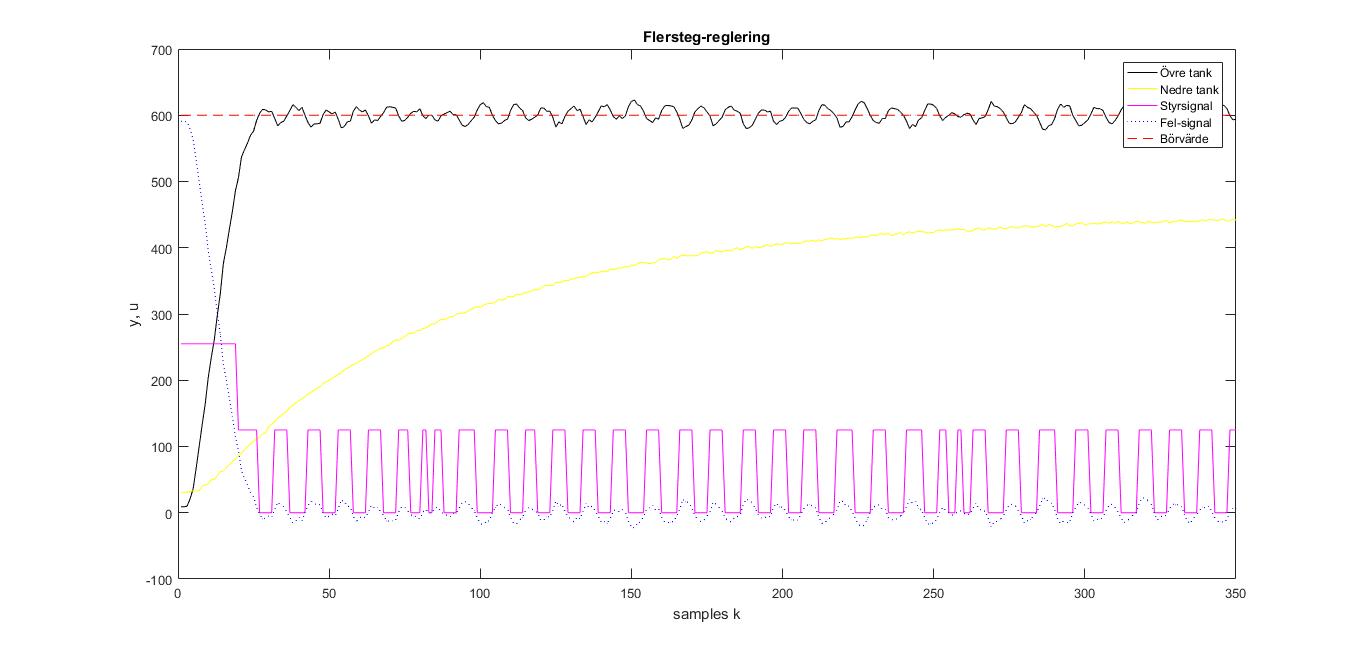 Flersteg-reglering
700
600
500
400
300
200
100
0
-100
y, u
0 50 100 150 200 250 300 350
samples k
Övre tank
Nedre tank
Styrsignal
Fel-signal
Börvärde